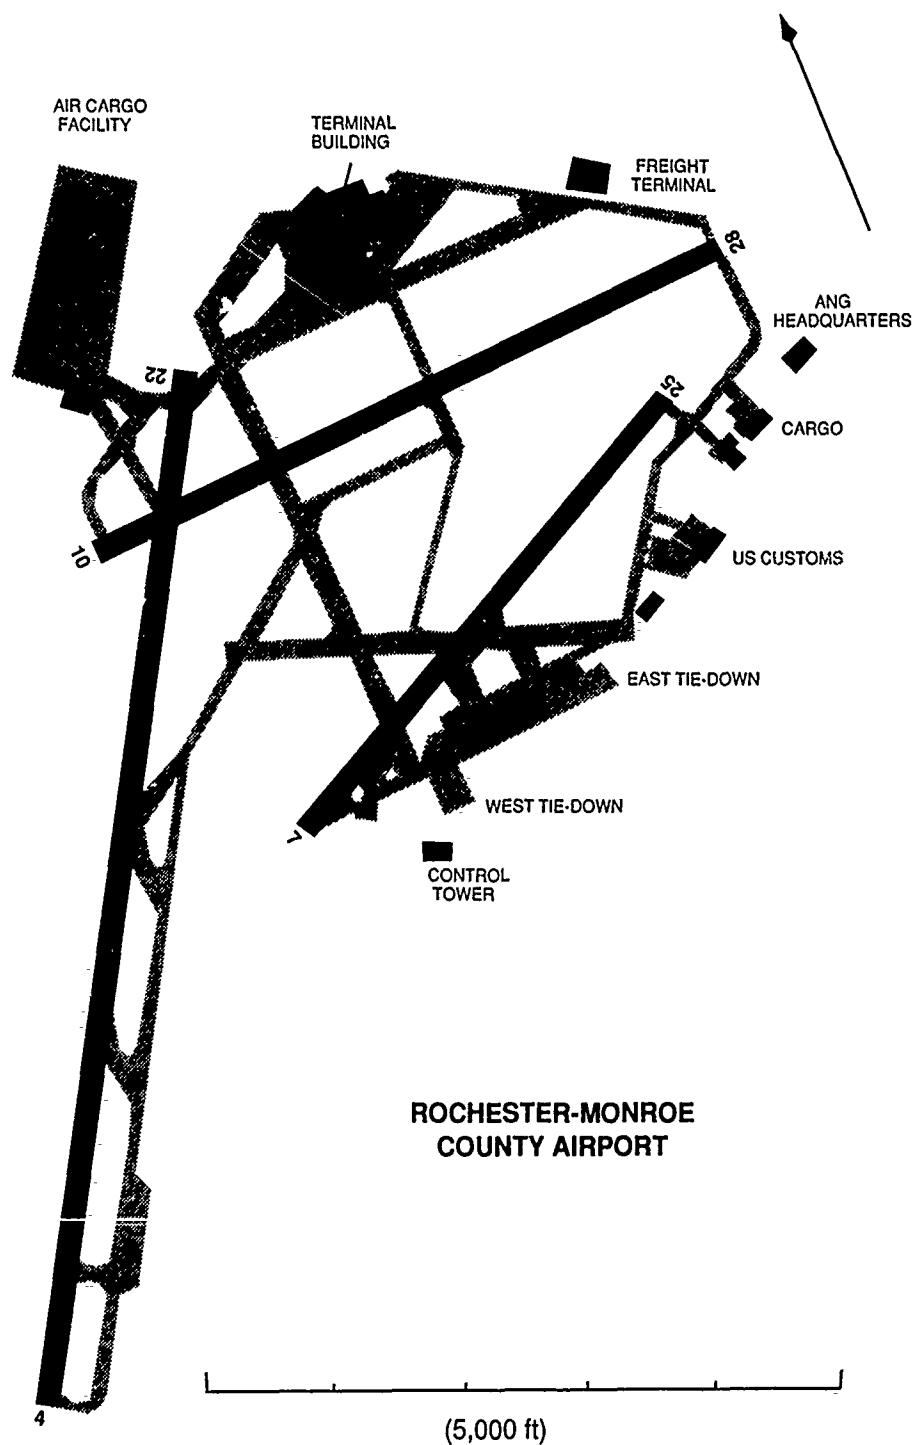 AIR CARGO
FACILITY
TERMINAL
BUILDING
FREIGHT
TERMINAL
28
ANG
HEADQUARTERS
22
25
CARGO
10
US CUSTOMS
EAST TIE-DOWN
WEST TIE-DOWN
7
CONTROL
TOWER
ROCHESTER-MONROE
COUNTY AIRPORT
4
(5,000 ft)